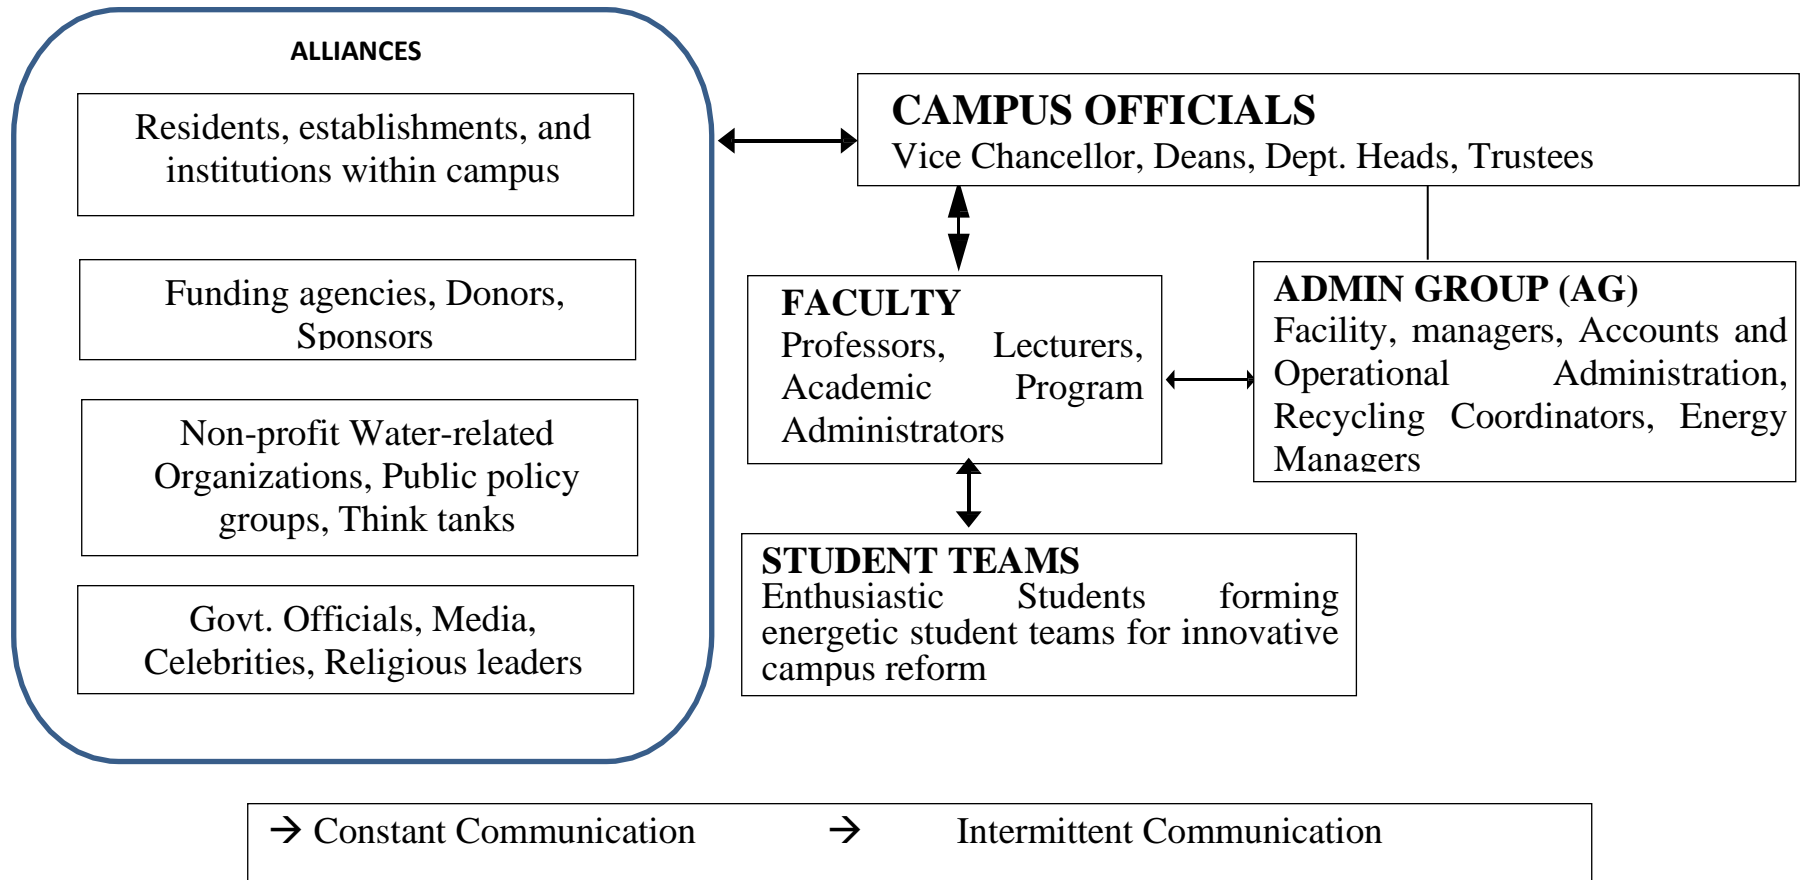 ALLIANCES
Residents, establishments, and
institutions within campus
Funding agencies, Donors,
Sponsors
Non-profit Water-related
Organizations, Public policy
groups, Think tanks
Govt. Officials, Media,
Celebrities, Religious leaders
CAMPUS OFFICIALS
Vice Chancellor, Deans, Dept. Heads, Trustees
FACULTY
Professors, Lecturers,
Academic Program
Administrators
ADMIN GROUP (AG)
Facility, managers, Accounts and
Operational Administration,
Recycling Coordinators, Energy
Managers
STUDENT TEAMS
Enthusiastic Students forming
energetic student teams for innovative
campus reform
→ Constant Communication → Intermittent Communication